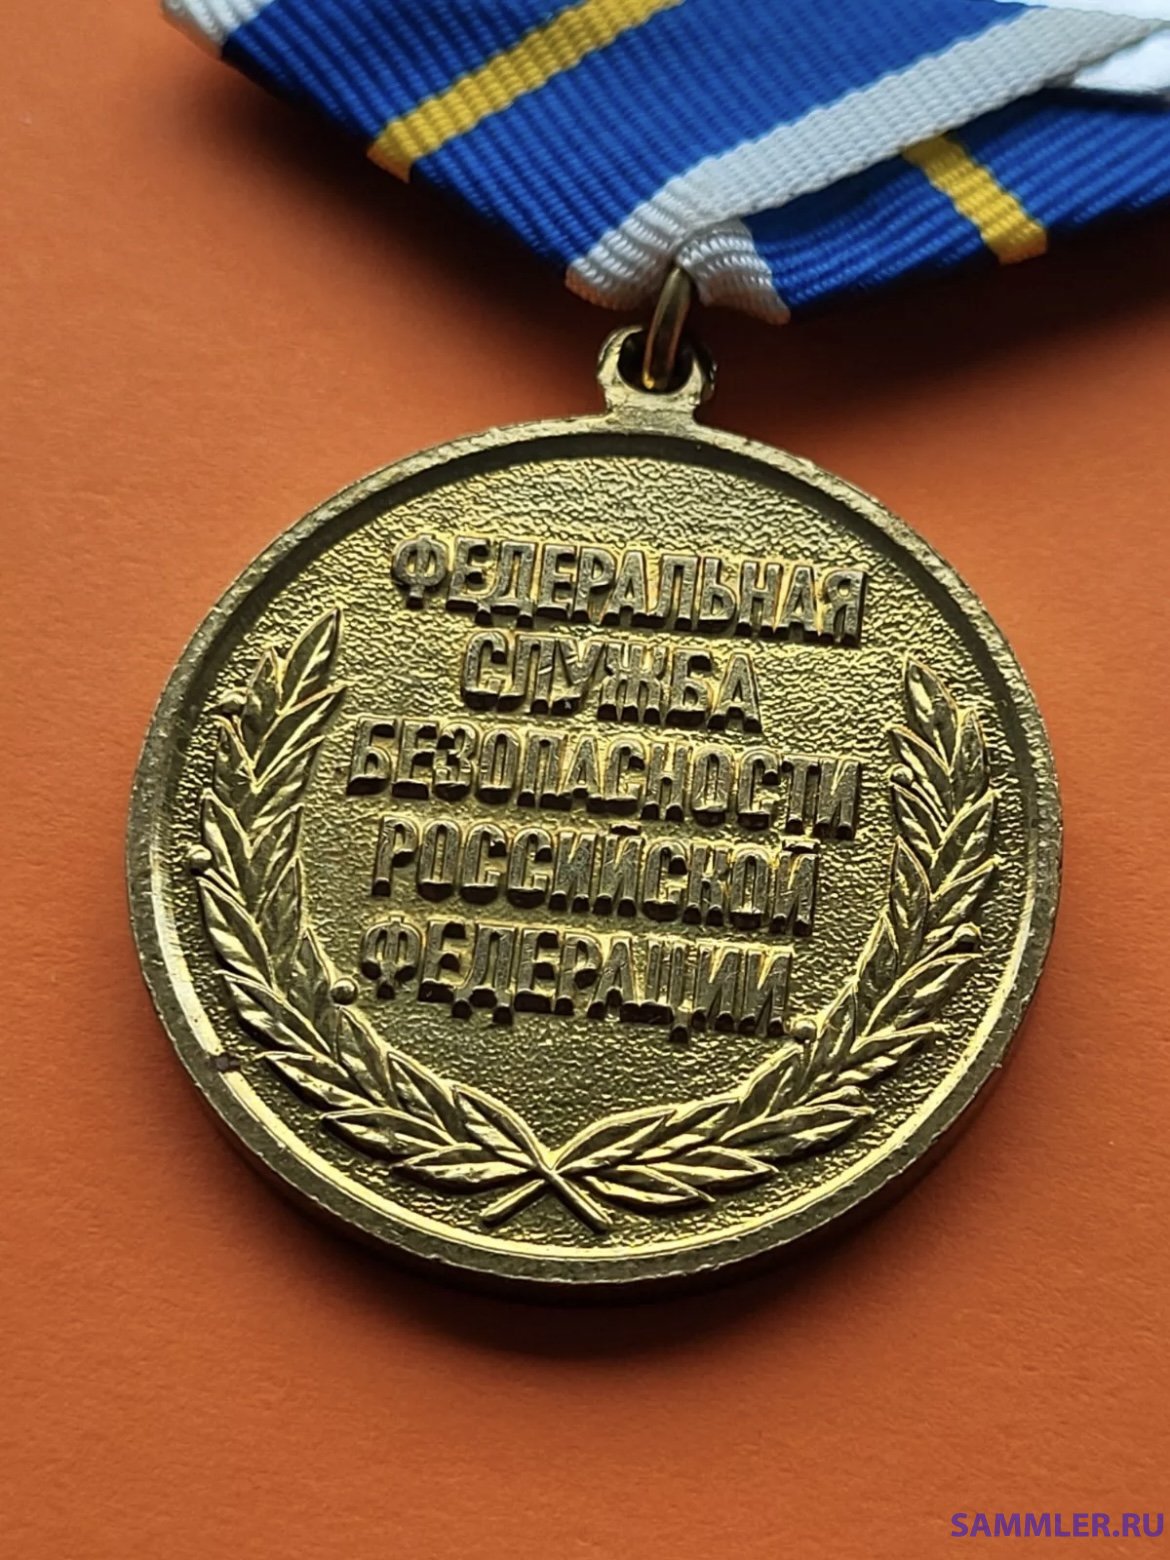 ФЕДЕРАЛЬНАЯ
СЛУЖБА
БЕЗОПАСНОСТИ
РОССИЙСКОЙ
ФЕДЕРАЦИИ
SAMMLER.RU